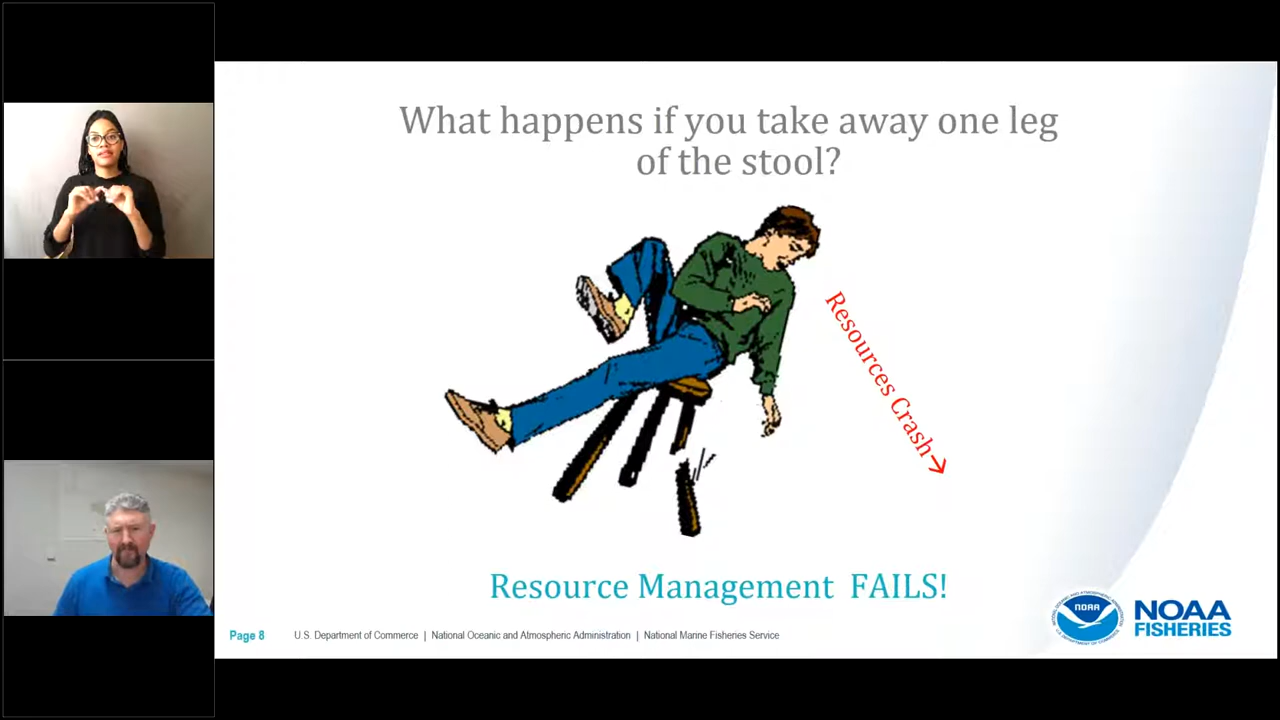 What happens if you take away one leg
of the stool?
Resources Crash→
Resource Management FAILS!
Page 8
U.S. Department of Commerce | National Oceanic and Atmospheric Administration | National Marine Fisheries Service
NOAA
NOAA
FISHERIES